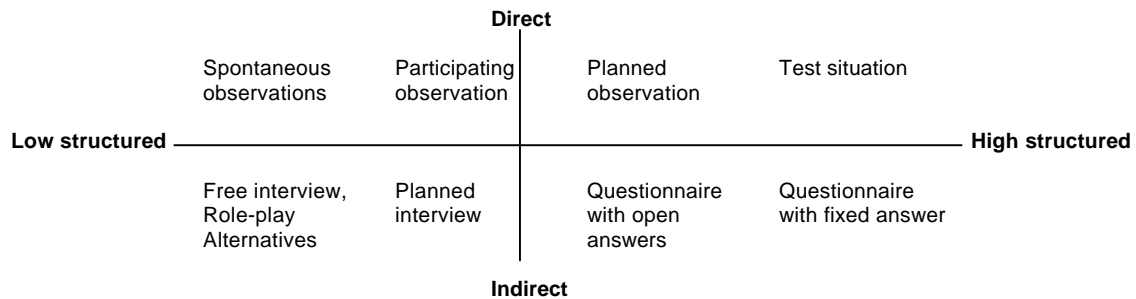 Direct
Spontaneous
observations
Participating
observation
Planned
observation
Test situation
Low structured
High structured
Free interview,
Role-play
Alternatives
Planned
interview
Questionnaire
with open
answers
Questionnaire
with fixed answer
Indirect